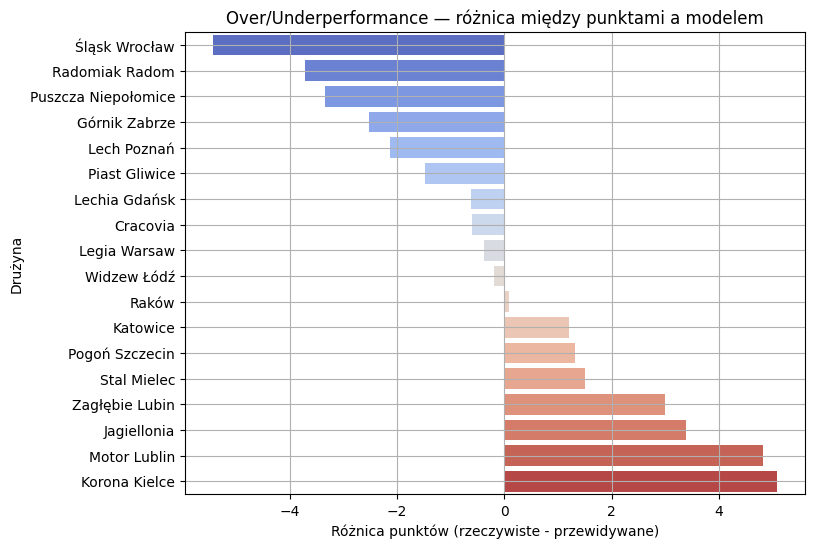 Over/Underperformance — różnica między punktami a modelem
Drużyna
Śląsk Wrocław
Radomiak Radom
Puszcza Niepołomice
Górnik Zabrze
Lech Poznań
Piast Gliwice
Lechia Gdańsk
Cracovia
Legia Warsaw
Widzew Łódź
Raków
Katowice
Pogoń Szczecin
Stal Mielec
Zagłębie Lubin
Jagiellonia
Motor Lublin
Korona Kielce
−4 −2 0 2 4
Różnica punktów (rzeczywiste - przewidywane)